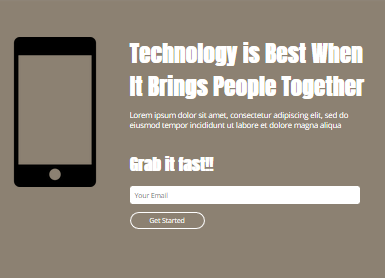 Technology is Best When
It Brings People Together
Lorem ipsum dolor sit amet, consectetur adipiscing elit, sed do
eiusmod tempor incididunt ut labore et dolore magna aliqua
Grab it fast!!!
Your Email
Get Started